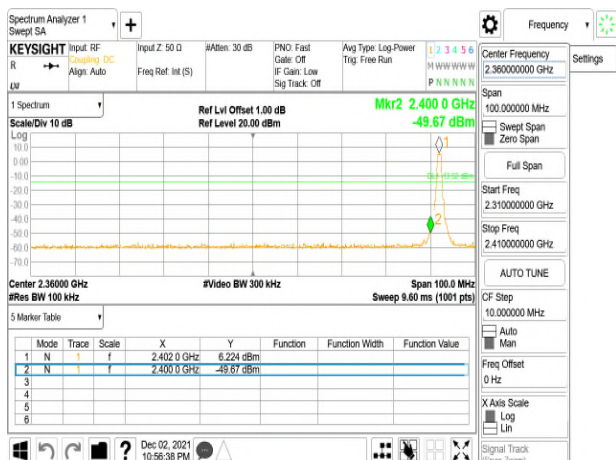 Spectrum Analyzer 1
Swept SA
+
Frequency
KEYSIGHT
R
LXI
Input: RF
Coupling: DC
Align: Auto
Input Z: 50 Ω
Freq Ref: Int (S)
#Atten: 30 dB
PNO: Fast
Gate: Off
IF Gain: Low
Sig Track: Off
Avg Type: Log-Power
Trig: Free Run
1 2 3 4 5 6
M W W W W W
P N N N N N
1 Spectrum
Scale/Div 10 dB
Ref Lvl Offset 1.00 dB
Ref Level 20.00 dBm
Mkr2 2.400 0 GHz
-49.67 dBm
Log
10.0
0.00
-10.0
-20.0
-30.0
-40.0
-50.0
-60.0
-70.0
1
2
Center 2.36000 GHz
#Res BW 100 kHz
#Video BW 300 kHz
Span 100.0 MHz
Sweep 9.60 ms (1001 pts)
5 Marker Table
Mode Trace Scale X Y Function Function Width Function Value
1 N 1 f 2.402 0 GHz 6.224 dBm
2 N 1 f 2.400 0 GHz -49.67 dBm
3
4
5
6
Dec 02, 2021
10:56:38 PM
?
Center Frequency
2.360000000 GHz
Settings
Span
100.000000 MHz
Swept Span
Zero Span
Full Span
Start Freq
2.310000000 GHz
Stop Freq
2.410000000 GHz
AUTO TUNE
CF Step
10.000000 MHz
Auto
Man
Freq Offset
0 Hz
X Axis Scale
Log
Lin
Signal Track